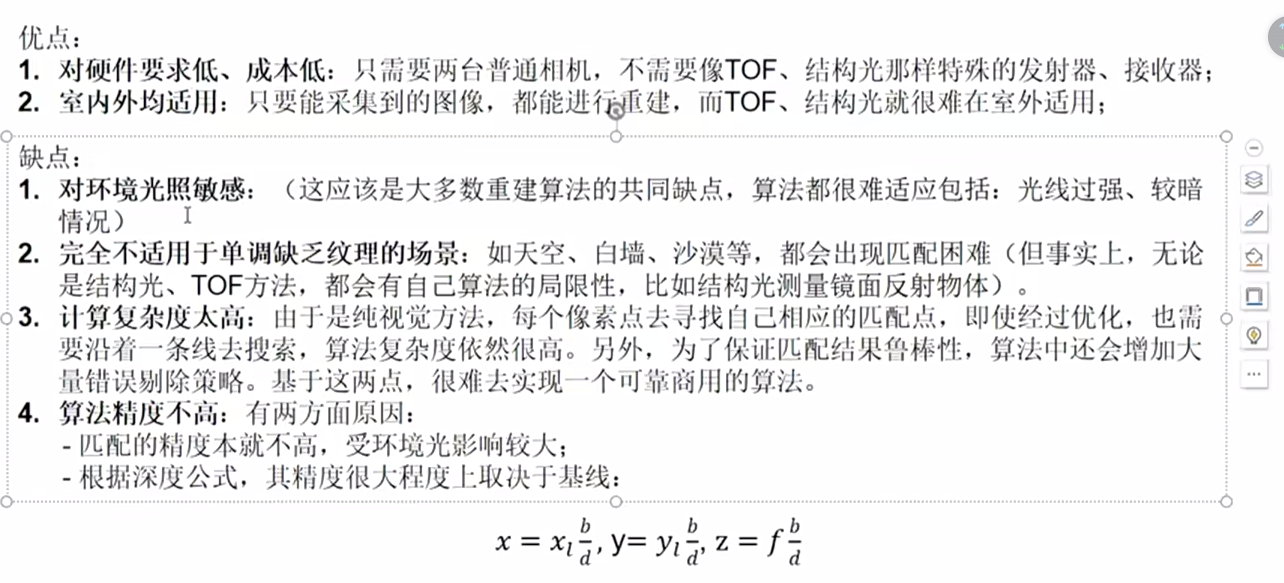 优点：
1. 对硬件要求低、成本低：只需要两台普通相机，不需要像TOF、结构光那样特殊的发射器、接收器；
2. 室内外均适用：只要能采集到的图像，都能进行重建，而TOF、结构光就很难在室外适用；
缺点：
1. 对环境光照敏感：（这应该是大多数重建算法的共同缺点，算法都很难适应包括：光线过强、较暗
情况）
2. 完全不适用于单调缺乏纹理的场景：如天空、白墙、沙漠等，都会出现匹配困难（但事实上，无论
是结构光、TOF方法，都会有自己算法的局限性，比如结构光测量镜面反射物体）。
3. 计算复杂度太高：由于是纯视觉方法，每个像素点去寻找自己相应的匹配点，即使经过优化，也需
要沿着一条线去搜索，算法复杂度依然很高。另外，为了保证匹配结果鲁棒性，算法中还会增加大
量错误剔除策略。基于这两点，很难去实现一个可靠商用的算法。
4. 算法精度不高：有两方面原因：
- 匹配的精度本就不高，受环境光影响较大；
- 根据深度公式，其精度很大程度上取决于基线：
x = x_l b/d, y= y_l b/d, z = f b/d